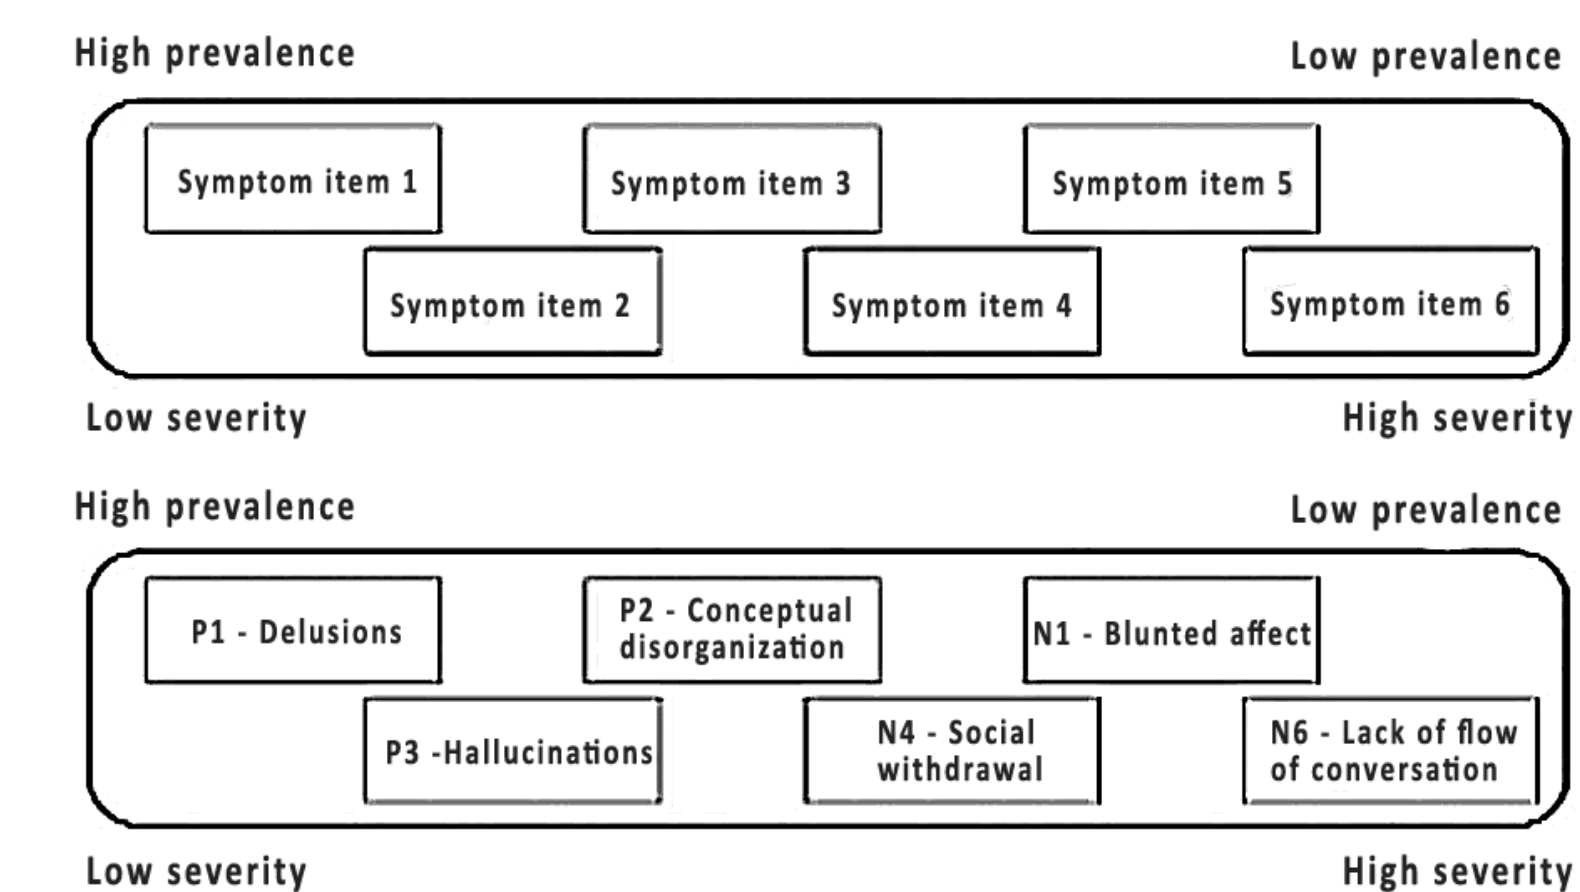 High prevalence
Low prevalence
Symptom item 1
Symptom item 3
Symptom item 5
Symptom item 2
Symptom item 4
Symptom item 6
Low severity
High severity
High prevalence
Low prevalence
P1 - Delusions
P2 - Conceptual
disorganization
N1 - Blunted affect
P3 -Hallucinations
N4 - Social
withdrawal
N6 - Lack of flow
of conversation
Low severity
High severity